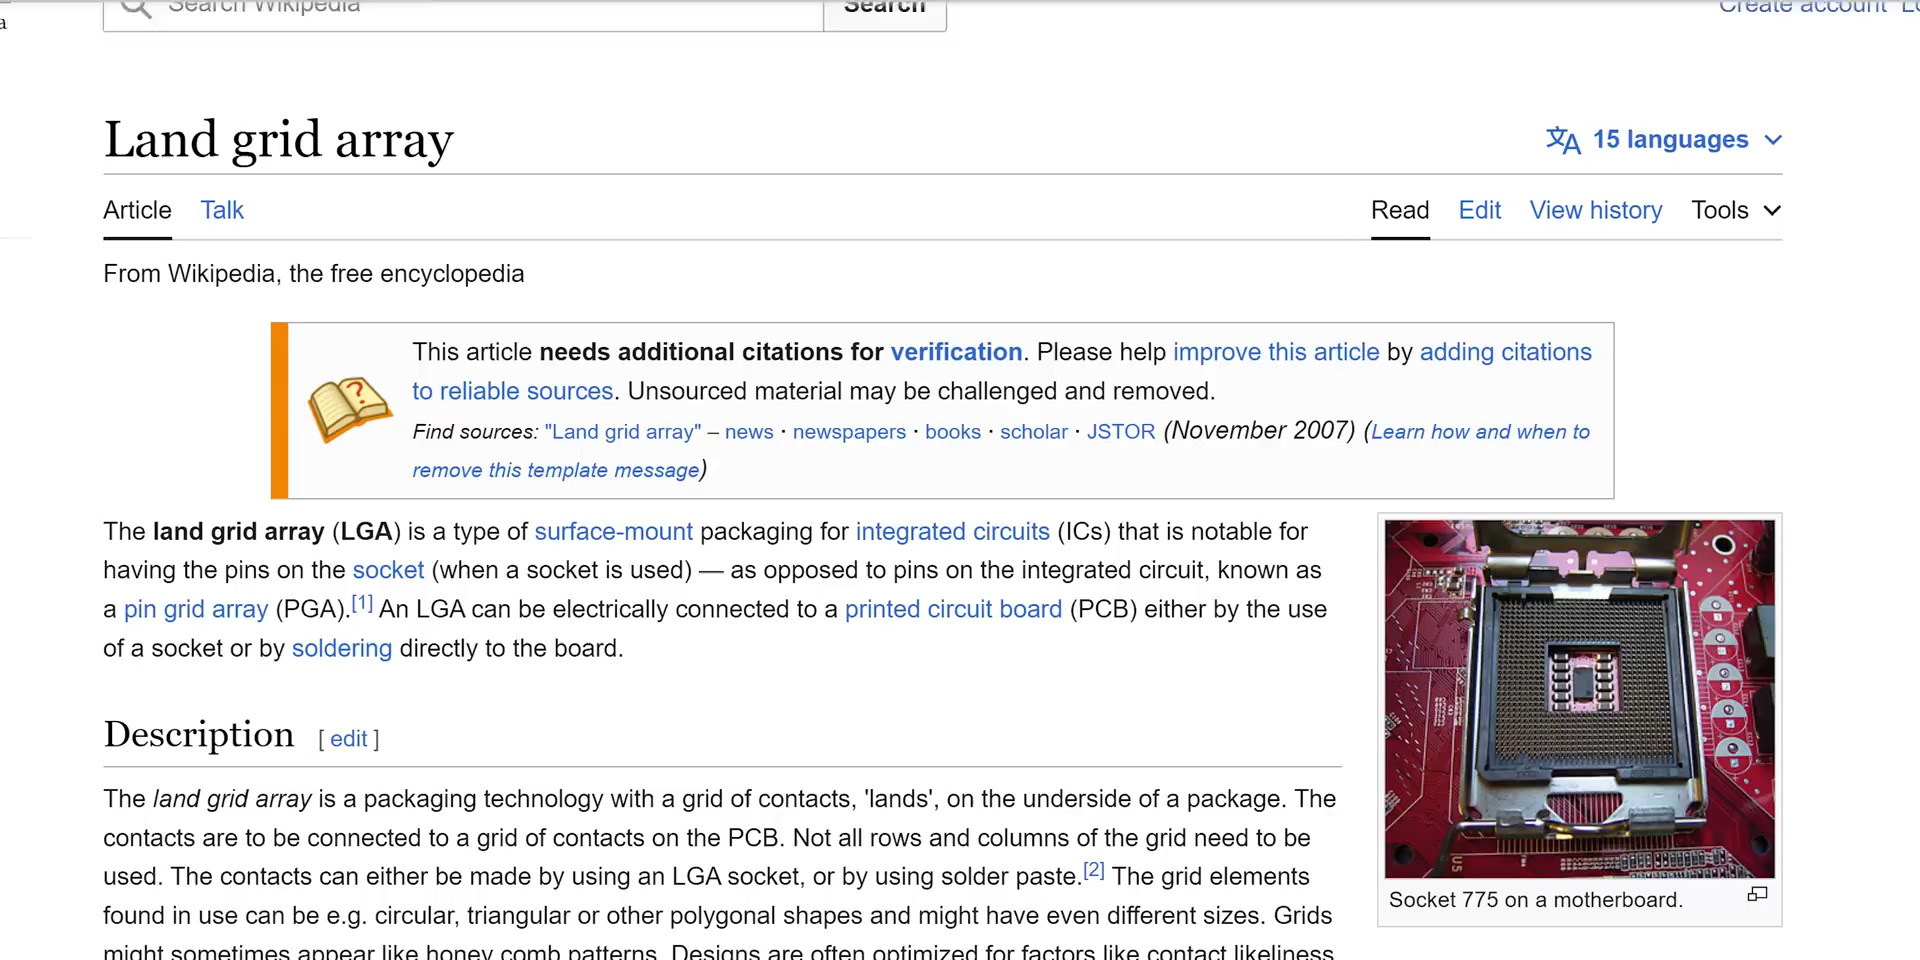 Search Wikipedia
Search
Create account
a
Land grid array
15 languages
Article Talk
Read Edit View history Tools
From Wikipedia, the free encyclopedia
This article needs additional citations for verification. Please help improve this article by adding citations
to reliable sources. Unsourced material may be challenged and removed.
Find sources: "Land grid array" – news · newspapers · books · scholar · JSTOR (November 2007) (Learn how and when to
remove this template message)
The land grid array (LGA) is a type of surface-mount packaging for integrated circuits (ICs) that is notable for
having the pins on the socket (when a socket is used) — as opposed to pins on the integrated circuit, known as
a pin grid array (PGA).[1] An LGA can be electrically connected to a printed circuit board (PCB) either by the use
of a socket or by soldering directly to the board.
Description [ edit ]
The land grid array is a packaging technology with a grid of contacts, 'lands', on the underside of a package. The
contacts are to be connected to a grid of contacts on the PCB. Not all rows and columns of the grid need to be
used. The contacts can either be made by using an LGA socket, or by using solder paste.[2] The grid elements
found in use can be e.g. circular, triangular or other polygonal shapes and might have even different sizes. Grids
might sometimes appear like honey comb patterns. Designs are often optimized for factors like contact likeliness
U5
Socket 775 on a motherboard.